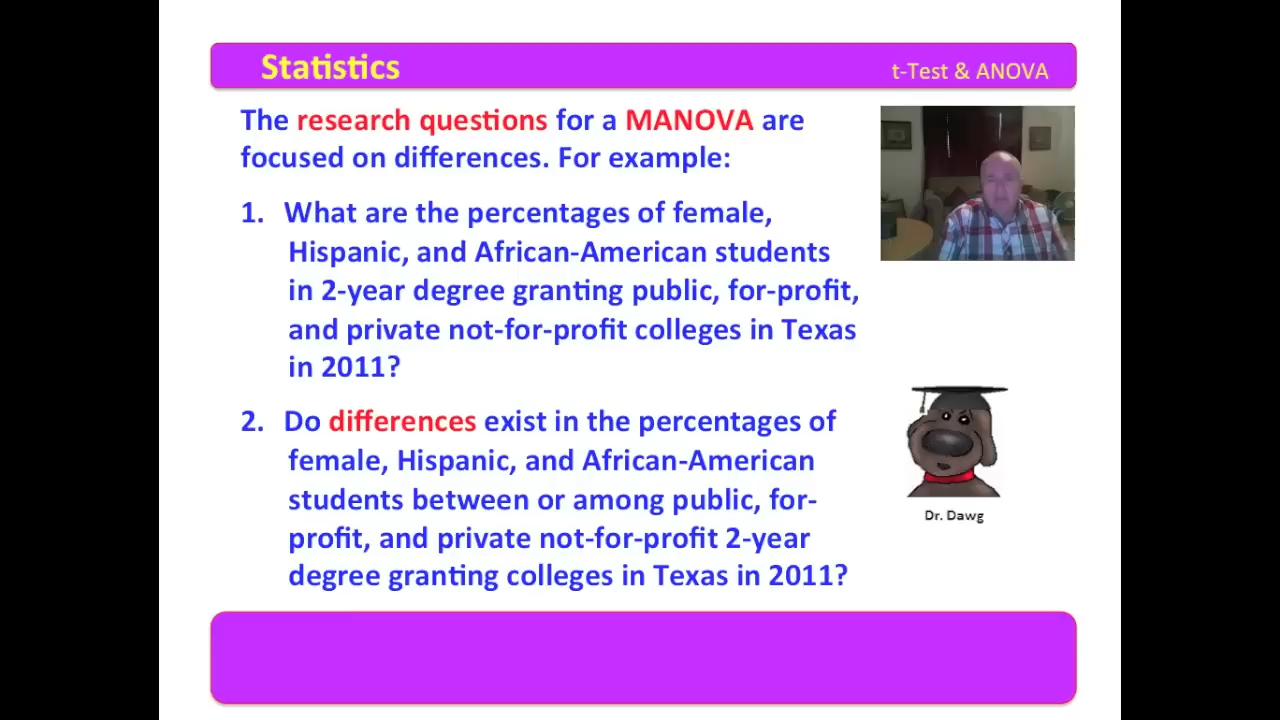 Statistics
t-Test & ANOVA
The research questions for a MANOVA are
focused on differences. For example:
1. What are the percentages of female,
Hispanic, and African-American students
in 2-year degree granting public, for-profit,
and private not-for-profit colleges in Texas
in 2011?
2. Do differences exist in the percentages of
female, Hispanic, and African-American
students between or among public, for-
profit, and private not-for-profit 2-year
degree granting colleges in Texas in 2011?
Dr. Dawg